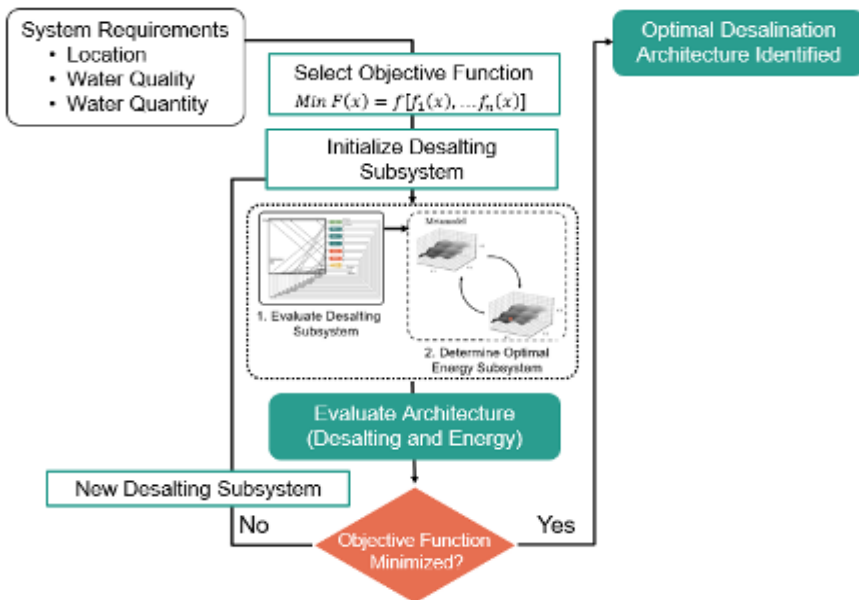 System Requirements
• Location
• Water Quality
• Water Quantity
Optimal Desalination
Architecture Identified
Select Objective Function
Min F(x) = f[f₁(x), …fₙ(x)]
Initialize Desalting
Subsystem
Metamodel
1. Evaluate Desalting
Subsystem
2. Determine Optimal
Energy Subsystem
Evaluate Architecture
(Desalting and Energy)
New Desalting Subsystem
No
Yes
Objective Function
Minimized?